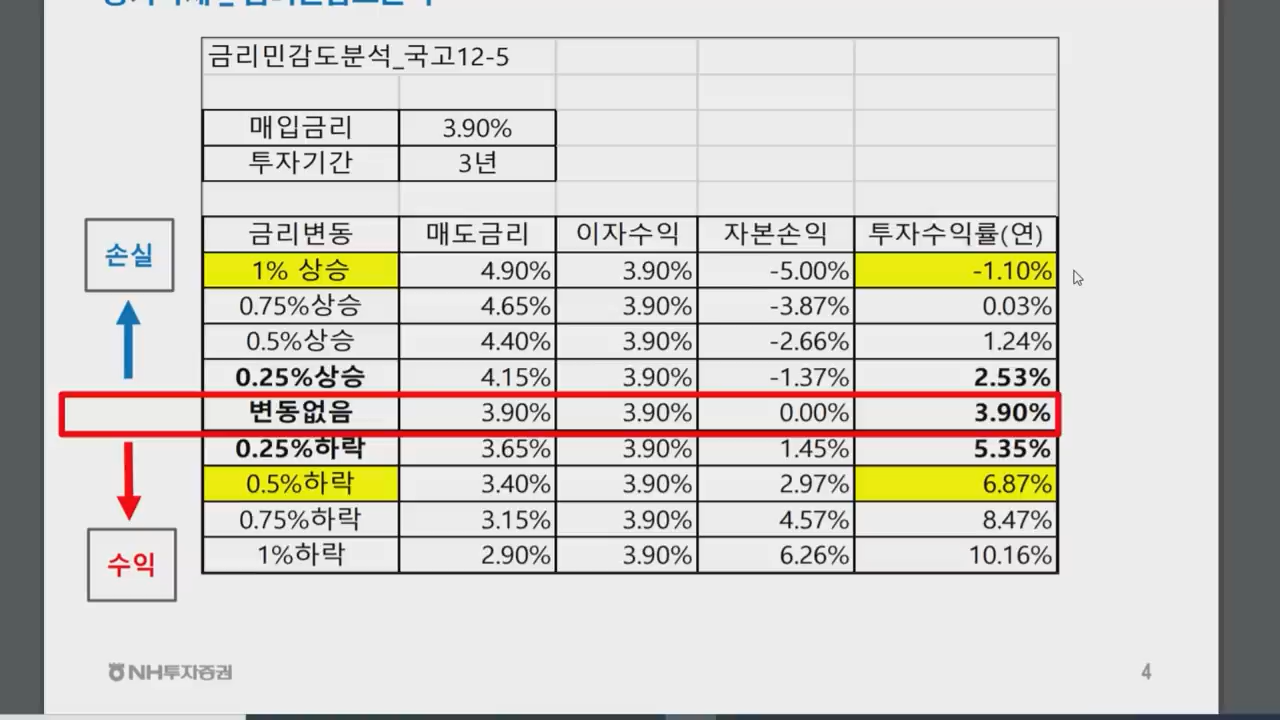 금리민감도분석_국고12-5
매입금리 3.90%
투자기간 3년
손실
금리변동 매도금리 이자수익 자본손익 투자수익률(연)
1% 상승 4.90% 3.90% -5.00% -1.10%
0.75%상승 4.65% 3.90% -3.87% 0.03%
0.5%상승 4.40% 3.90% -2.66% 1.24%
0.25%상승 4.15% 3.90% -1.37% 2.53%
변동없음 3.90% 3.90% 0.00% 3.90%
0.25%하락 3.65% 3.90% 1.45% 5.35%
0.5%하락 3.40% 3.90% 2.97% 6.87%
0.75%하락 3.15% 3.90% 4.57% 8.47%
1%하락 2.90% 3.90% 6.26% 10.16%
수익
NH투자증권
4